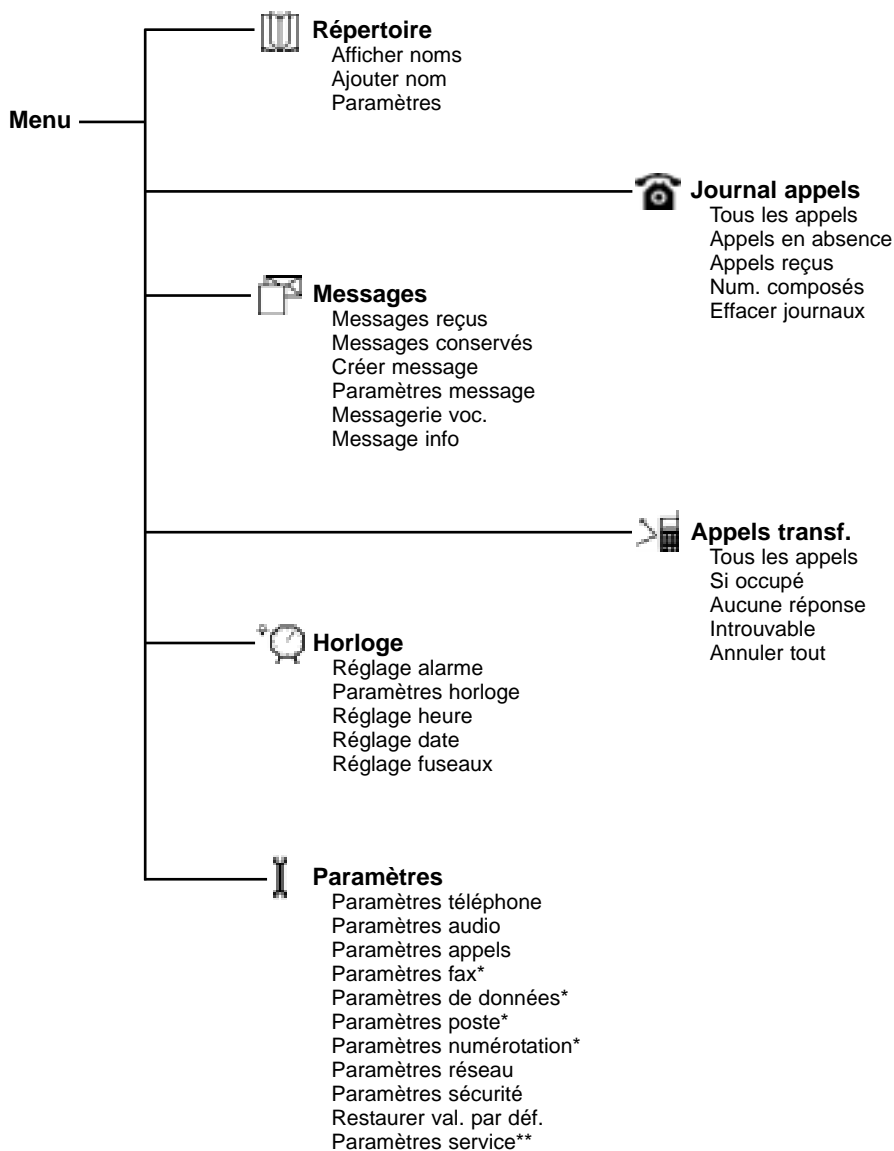 Menu
Répertoire
Afficher noms
Ajouter nom
Paramètres
Journal appels
Tous les appels
Appels en absence
Appels reçus
Num. composés
Effacer journaux
Messages
Messages reçus
Messages conservés
Créer message
Paramètres message
Messagerie voc.
Message info
Appels transf.
Tous les appels
Si occupé
Aucune réponse
Introuvable
Annuler tout
Horloge
Réglage alarme
Paramètres horloge
Réglage heure
Réglage date
Réglage fuseaux
Paramètres
Paramètres téléphone
Paramètres audio
Paramètres appels
Paramètres fax*
Paramètres de données*
Paramètres poste*
Paramètres numérotation*
Paramètres réseau
Paramètres sécurité
Restaurer val. par déf.
Paramètres service**